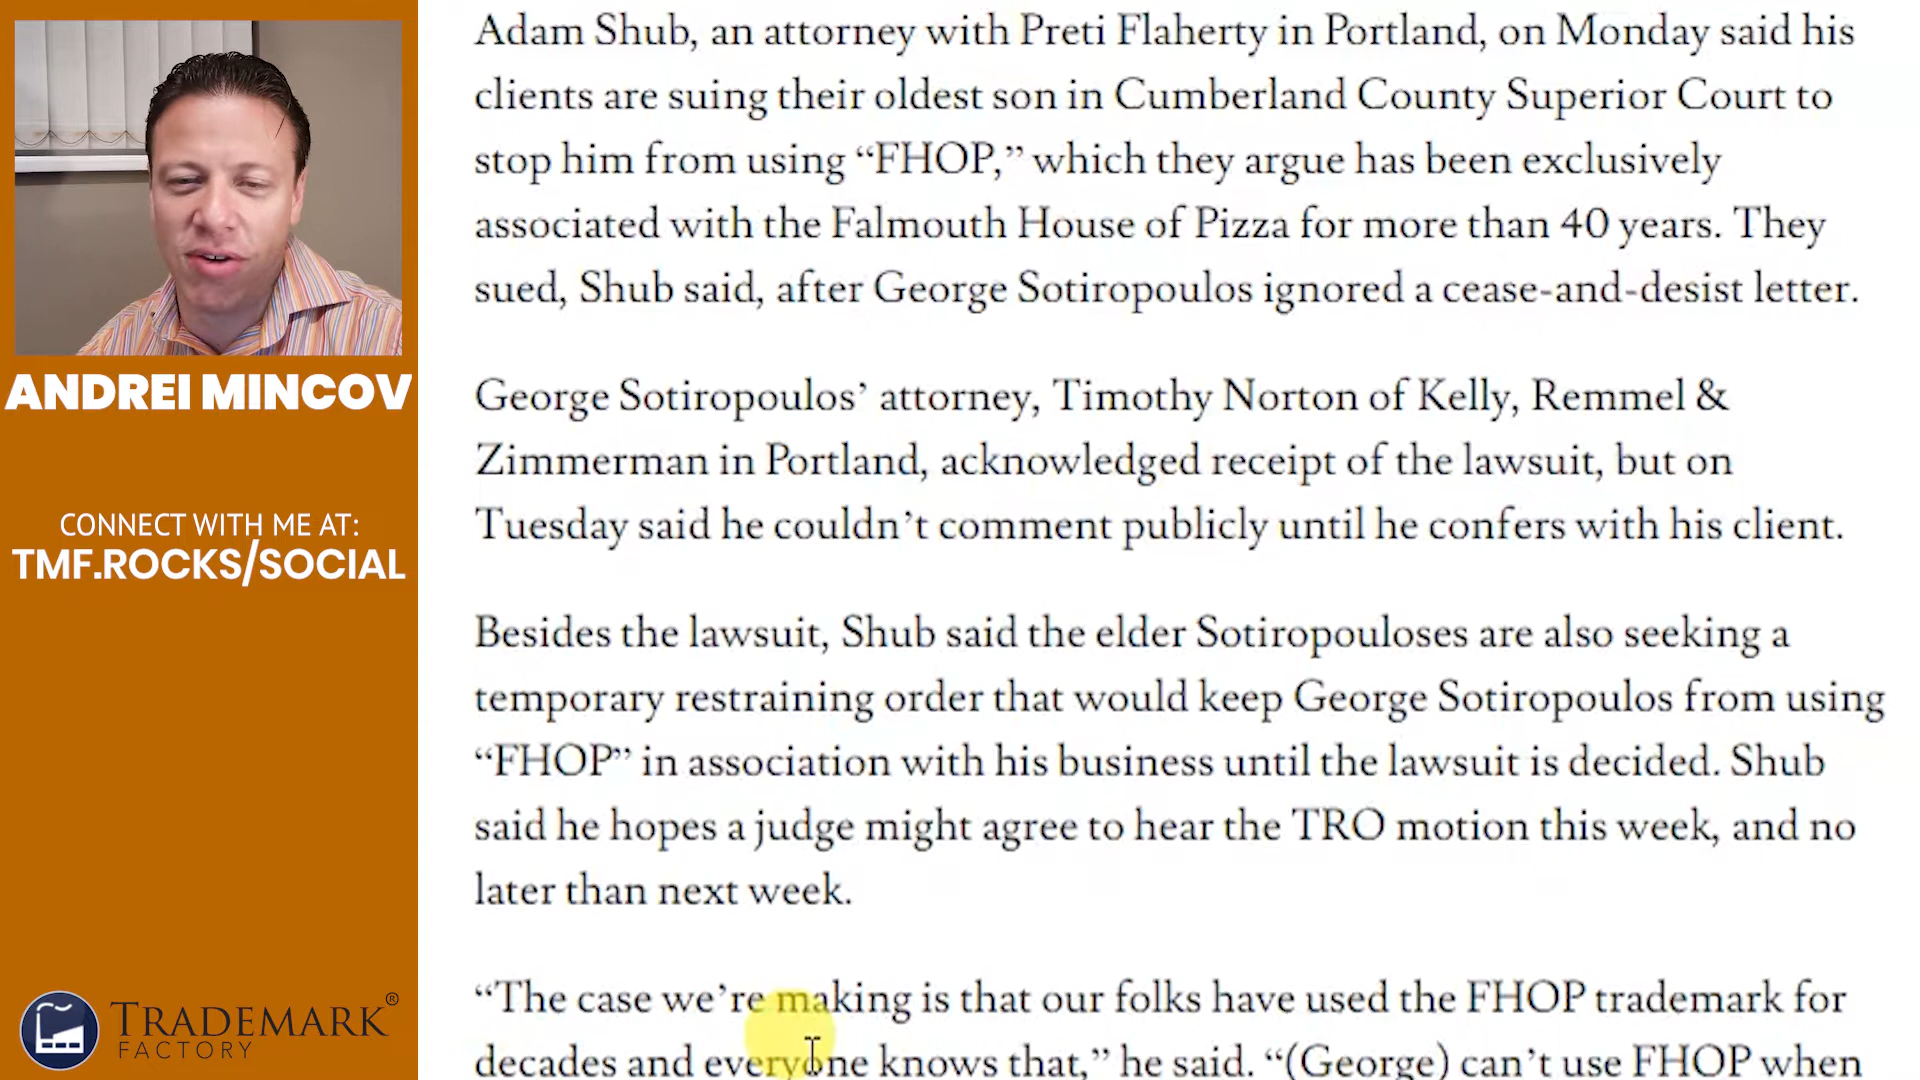 ANDREI MINCOV
CONNECT WITH ME AT:
TMF.ROCKS/SOCIAL
TRADEMARK®
FACTORY
Adam Shub, an attorney with Preti Flaherty in Portland, on Monday said his
clients are suing their oldest son in Cumberland County Superior Court to
stop him from using “FHOP,” which they argue has been exclusively
associated with the Falmouth House of Pizza for more than 40 years. They
sued, Shub said, after George Sotiropoulos ignored a cease-and-desist letter.
George Sotiropoulos’ attorney, Timothy Norton of Kelly, Remmel &
Zimmerman in Portland, acknowledged receipt of the lawsuit, but on
Tuesday said he couldn’t comment publicly until he confers with his client.
Besides the lawsuit, Shub said the elder Sotiropouloses are also seeking a
temporary restraining order that would keep George Sotiropoulos from using
“FHOP” in association with his business until the lawsuit is decided. Shub
said he hopes a judge might agree to hear the TRO motion this week, and no
later than next week.
“The case we’re making is that our folks have used the FHOP trademark for
decades and everyone knows that,” he said. “(George) can’t use FHOP when